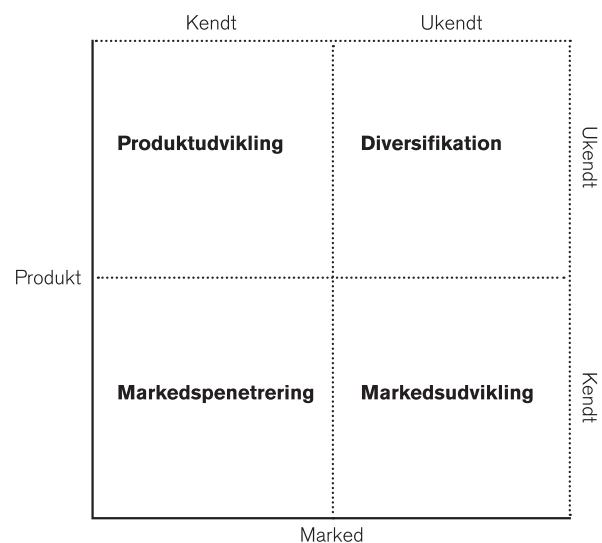 Kendt
Ukendt
Produktudvikling
Diversifikation
Ukendt
Produkt
Markedspenetrering
Markedsudvikling
Kendt
Marked